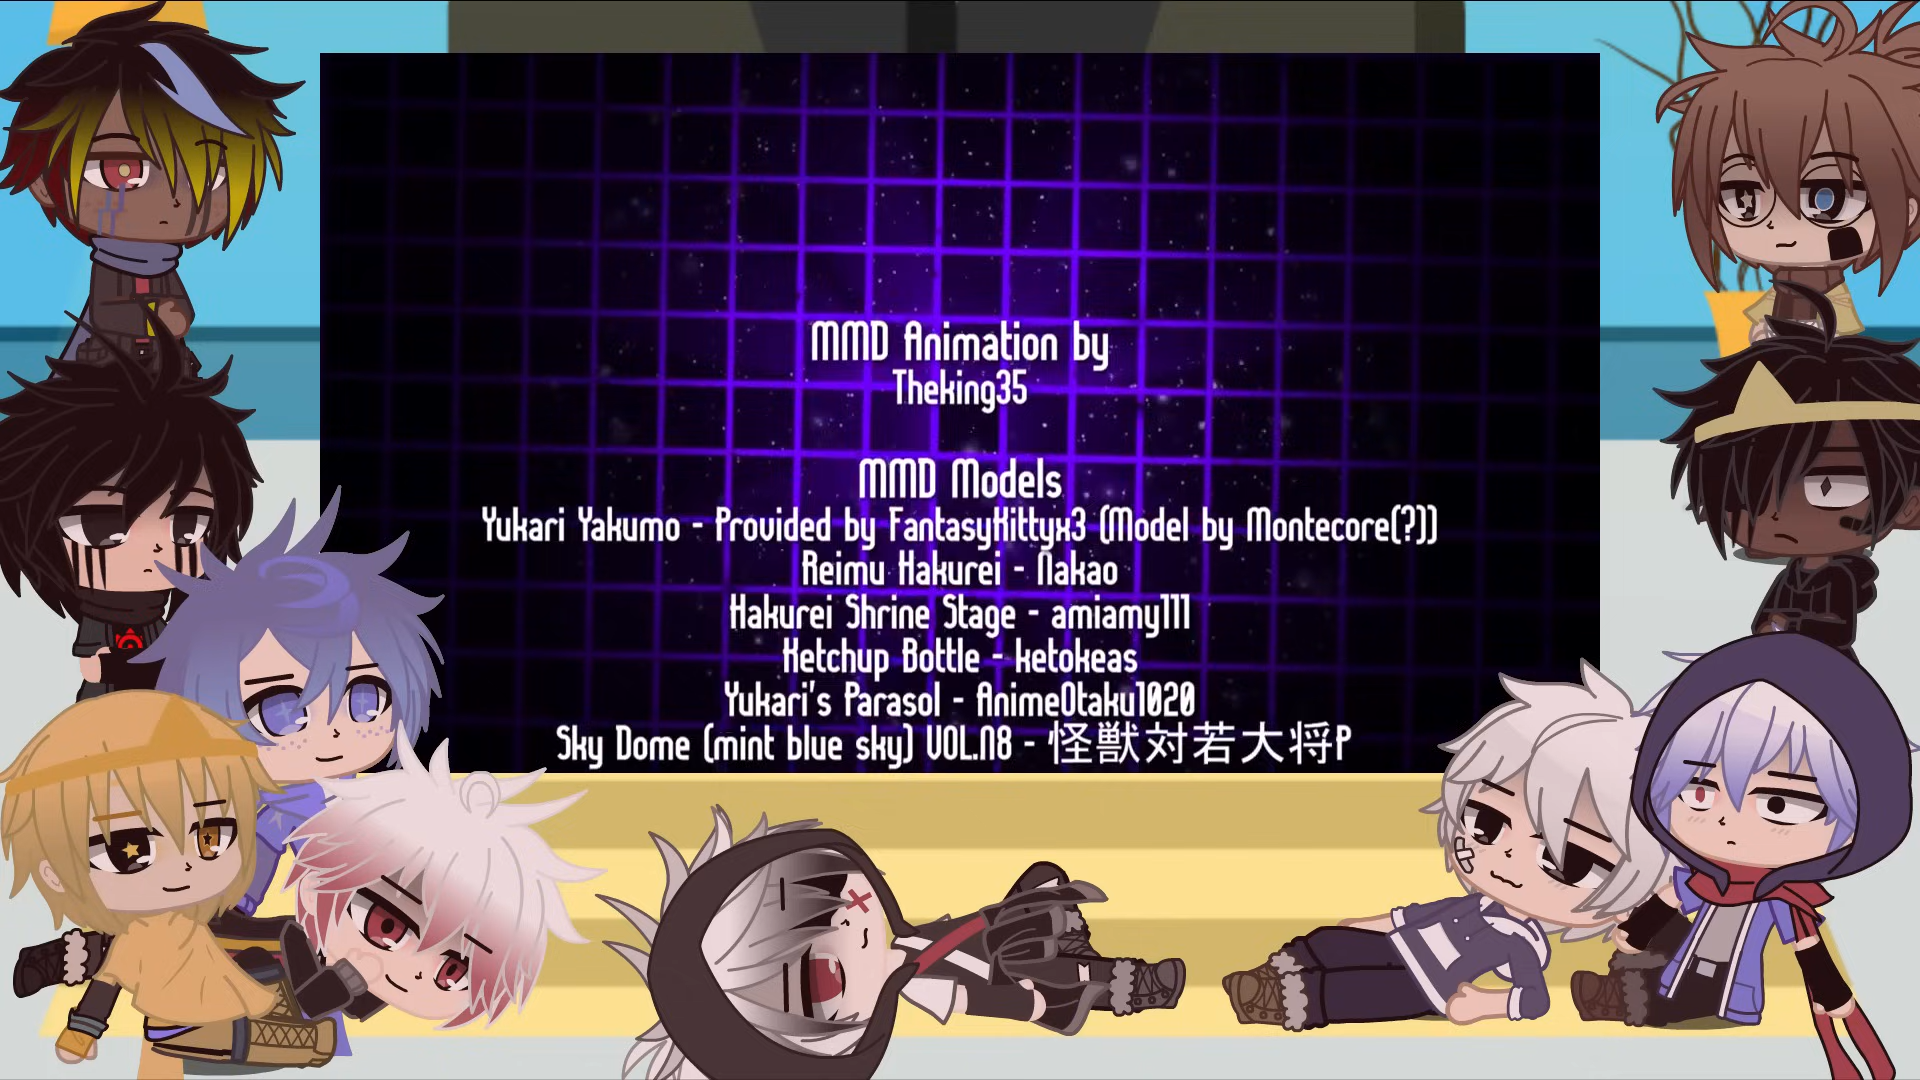 MMD Animation by
Theking35
MMD Models
Yukari Yakumo - Provided by FantasyKittyx3 (Model by Montecore(?))
Reimu Hakurei - Nakao
Hakurei Shrine Stage - amiamy111
Ketchup Bottle - ketokeas
Yukari's Parasol - AnimeOtaku1020
Sky Dome (mint blue sky) VOL.N8 - 怪獣対若大将P